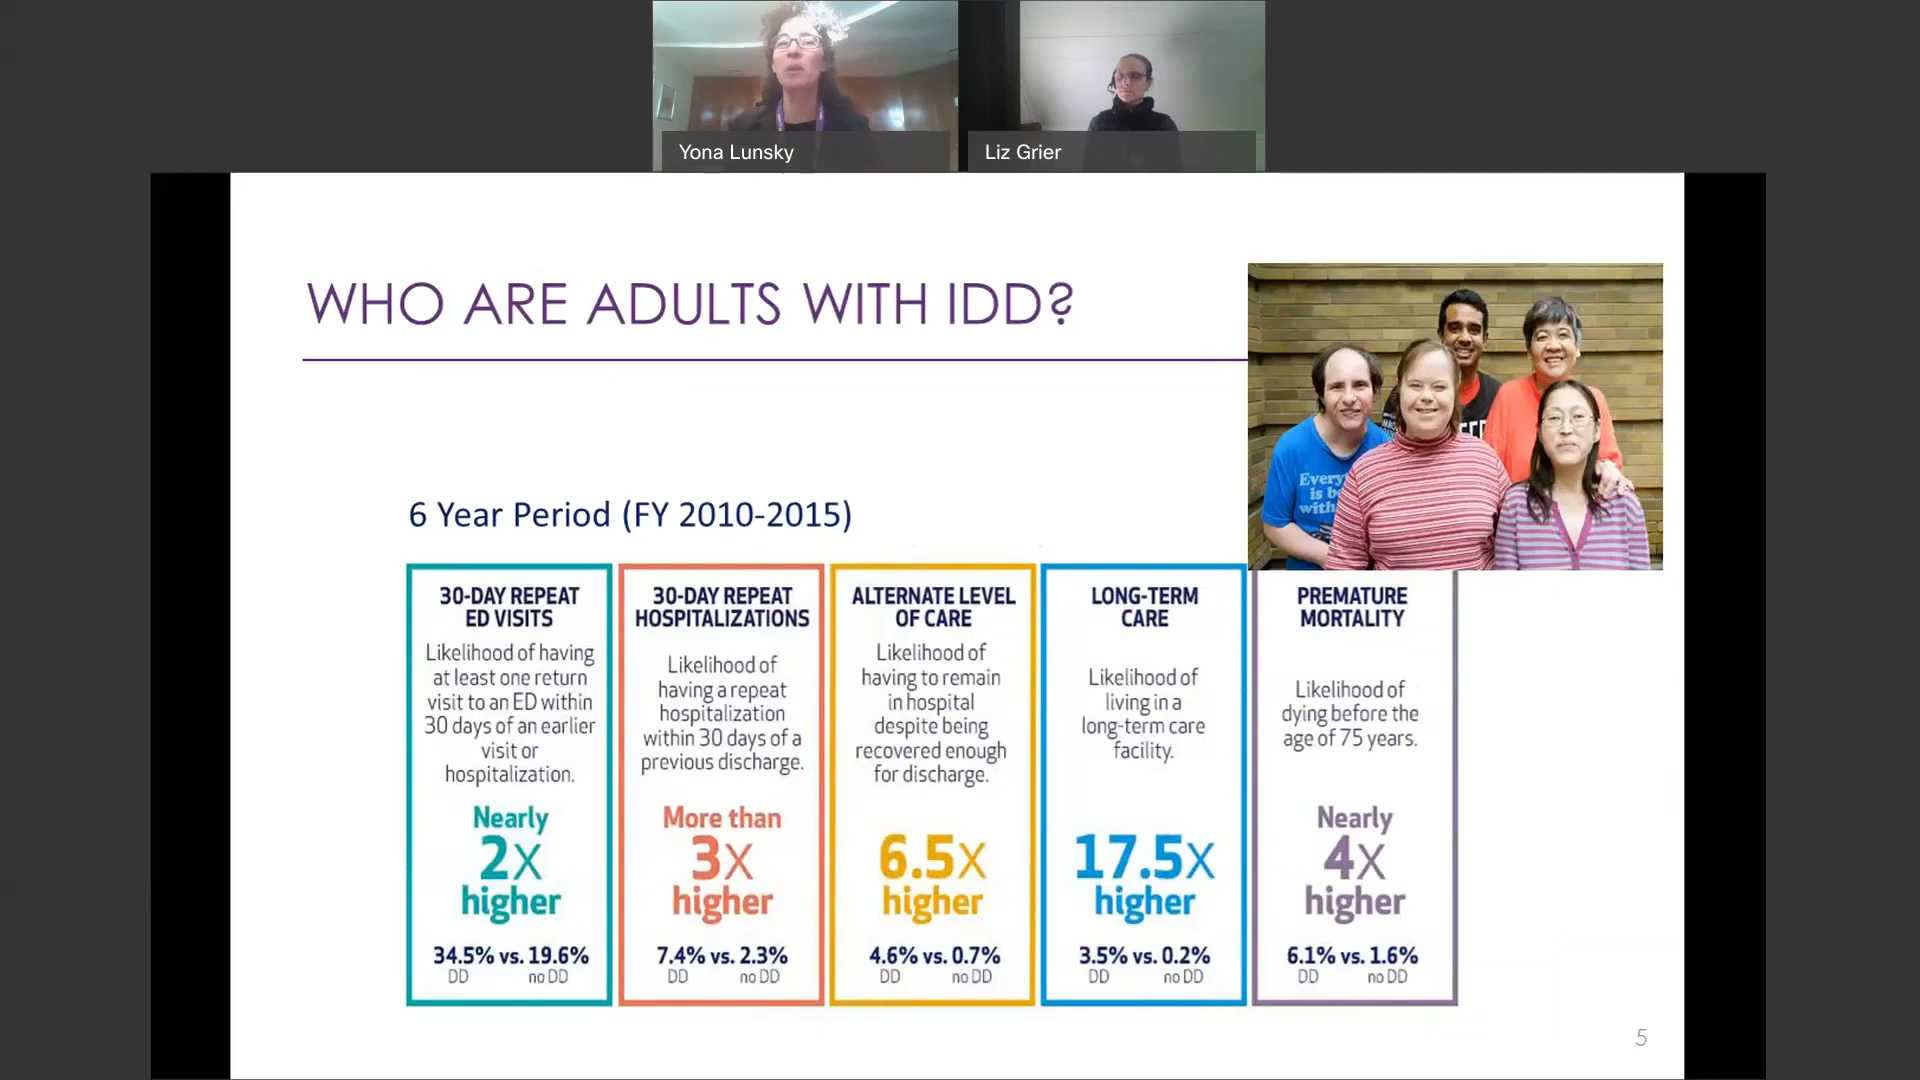 Yona Lunsky
Liz Grier
WHO ARE ADULTS WITH IDD?
Every
is be
with
6 Year Period (FY 2010-2015)
30-DAY REPEAT
ED VISITS
Likelihood of having
at least one return
visit to an ED within
30 days of an earlier
visit or
hospitalization.
Nearly
2X
higher
34.5% vs. 19.6%
DD no DD
30-DAY REPEAT
HOSPITALIZATIONS
Likelihood of
having a repeat
hospitalization
within 30 days of a
previous discharge.
More than
3X
higher
7.4% vs. 2.3%
DD no DD
ALTERNATE LEVEL
OF CARE
Likelihood of
having to remain
in hospital
despite being
recovered enough
for discharge.
6.5X
higher
4.6% vs. 0.7%
DD no DD
LONG-TERM
CARE
Likelihood of
living in a
long-term care
facility.
17.5X
higher
3.5% vs. 0.2%
DD no DD
PREMATURE
MORTALITY
Likelihood of
dying before the
age of 75 years.
Nearly
4X
higher
6.1% vs. 1.6%
DD no DD
5